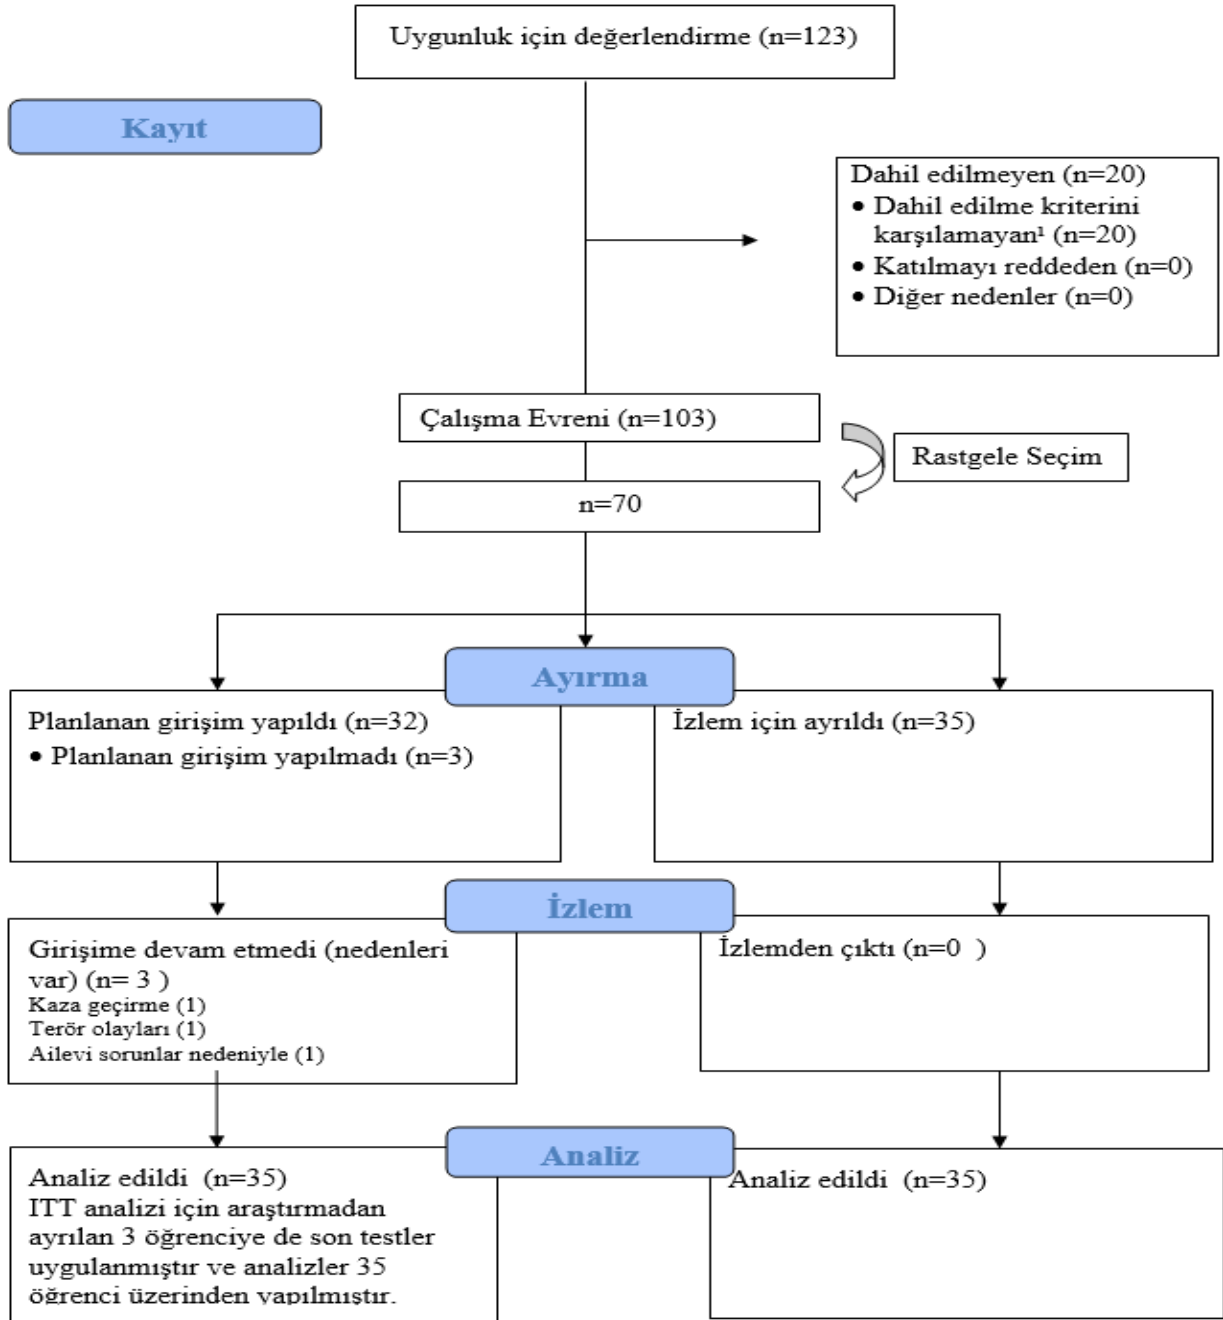 Uygunluk için değerlendirme (n=123)
Kayıt
Dahil edilmeyen (n=20)
• Dahil edilme kriterini
karşılamayan¹ (n=20)
• Katılmayı reddeden (n=0)
• Diğer nedenler (n=0)
Çalışma Evreni (n=103)
Rastgele Seçim
n=70
Ayırma
Planlanan girişim yapıldı (n=32)
• Planlanan girişim yapılmadı (n=3)
İzlem için ayrıldı (n=35)
İzlem
Girişime devam etmedi (nedenleri
var) (n= 3 )
Kaza geçirme (1)
Terör olayları (1)
Ailevi sorunlar nedeniyle (1)
İzlemden çıktı (n=0 )
Analiz
Analiz edildi (n=35)
ITT analizi için araştırmadan
ayrılan 3 öğrenciye de son testler
uygulanmıştır ve analizler 35
öğrenci üzerinden yapılmıştır.
Analiz edildi (n=35)